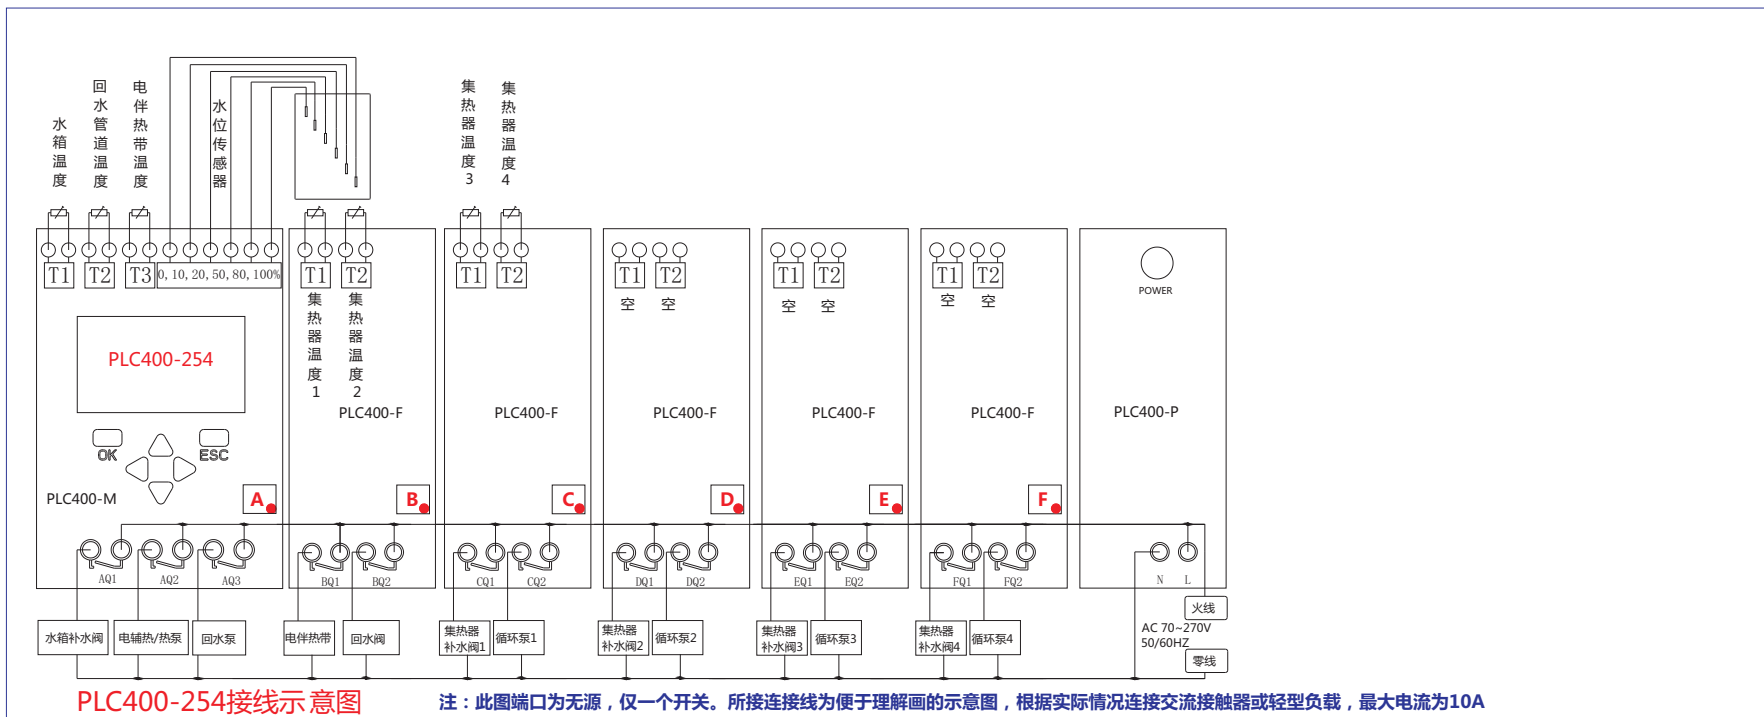 水箱温度
回水管道温度
电伴热带温度
水位传感器
集热器温度3
集热器温度4
T1
T2
T3
0,10,20,50,80,100%
T1
T2
T1
T2
T1
T2
T1
T2
T1
T2
集热器温度1
集热器温度2
空
空
空
空
空
空
POWER
PLC400-254
PLC400-F
PLC400-F
PLC400-F
PLC400-F
PLC400-F
PLC400-P
OK
ESC
PLC400-M
A
B
C
D
E
F
AQ1
AQ2
AQ3
BQ1
BQ2
CQ1
CQ2
DQ1
DQ2
EQ1
EQ2
FQ1
FQ2
N
L
火线
水箱补水阀
电辅热/热泵
回水泵
电伴热带
回水阀
集热器
补水阀1
循环泵1
集热器
补水阀2
循环泵2
集热器
补水阀3
循环泵3
集热器
补水阀4
循环泵4
AC 70~270V
50/60HZ
零线
PLC400-254接线示意图
注：此图端口为无源，仅一个开关。所接连接线为便于理解画的示意图，根据实际情况连接交流接触器或轻型负载，最大电流为10A